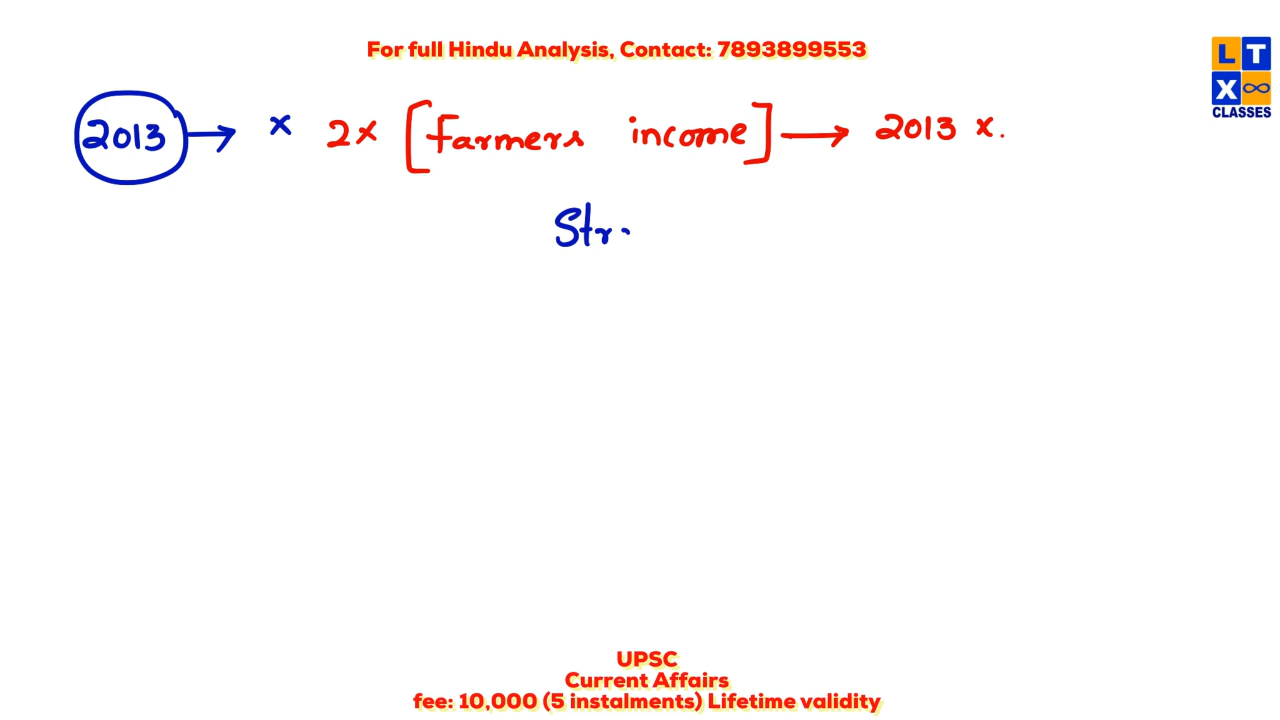 For full Hindu Analysis, Contact: 7893899553
L T
X ∞
CLASSES
2013 → x 2x [farmers income] → 2013 x.
Str
UPSC
Current Affairs
fee: 10,000 (5 instalments) Lifetime validity